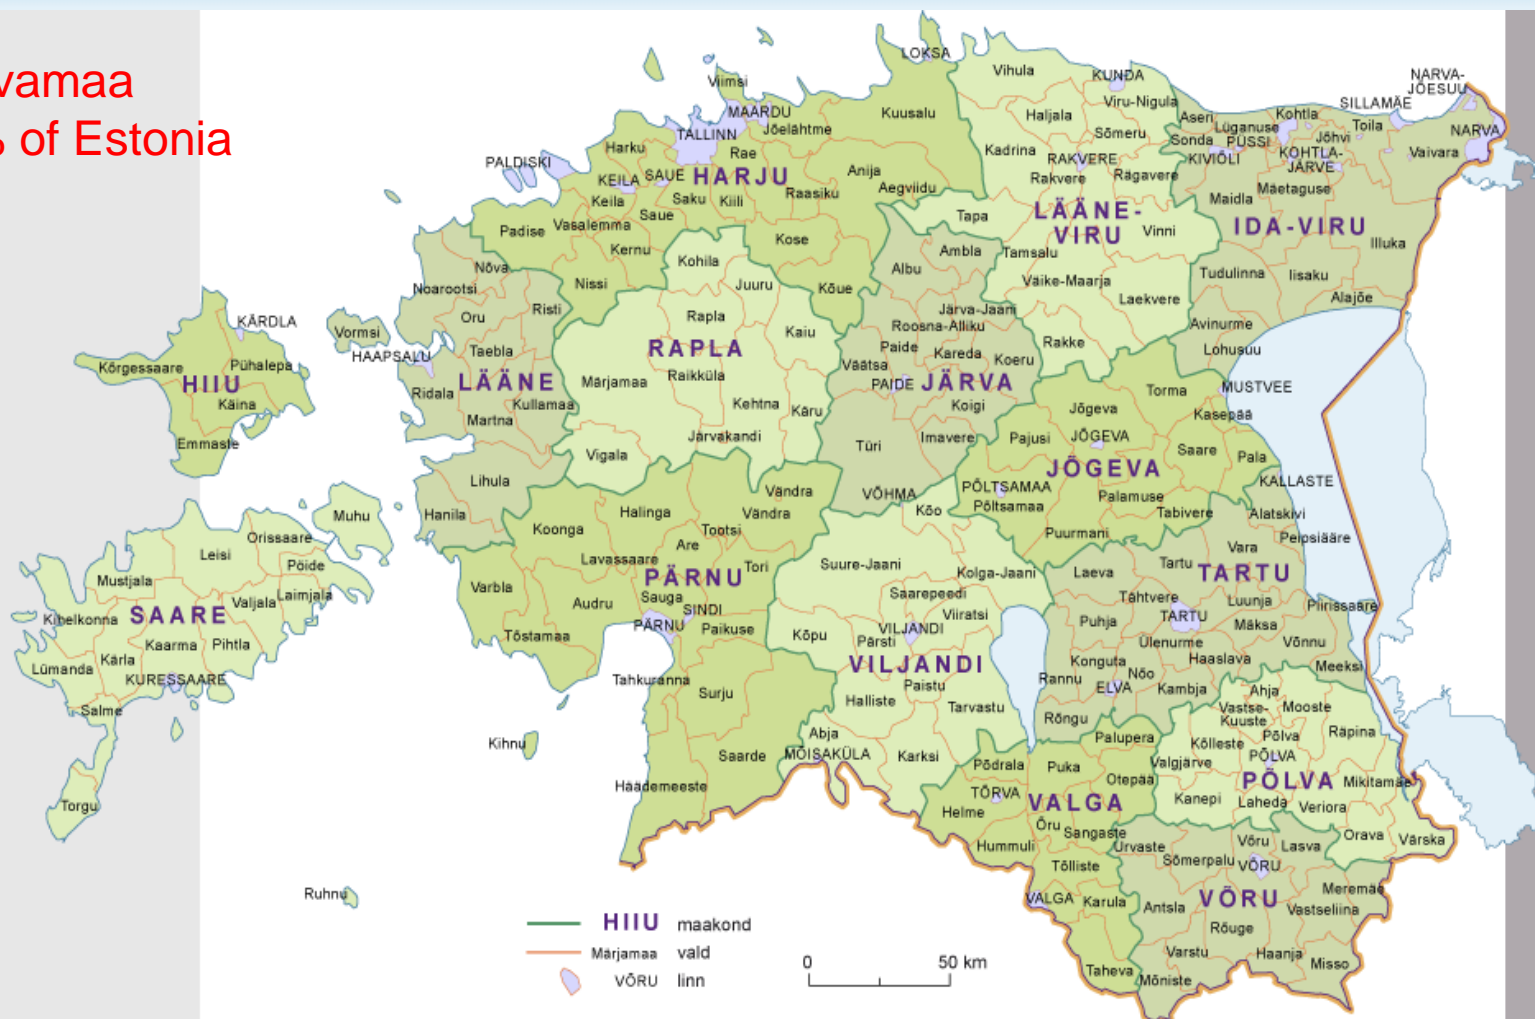 vamaa
% of Estonia
LOKSA
Vihula
KUNDA
NARVA-
JÕESUU
SILLAMÄE
Viimsi
MAARDU
Kuusalu
Viru-Nigula
Haljala
Aseri
Kohtla
Lüganuse
Toila
TALLINN
Jõelähtme
Sõmeru
Sonda
PÜSSI
Jõhvi
NARVA
Harku
Rae
Kadrina
RAKVERE
KIVIÕLI
KOHTLA-
JÄRVE
Vaivara
PALDISKI
KEILA
SAUE
HARJU
Anija
Aegviidu
Rakvere
Rägavere
Mäetaguse
Keila
Saku
Kiili
Raasiku
Maidla
Saue
Tapa
LÄÄNE-
VIRU
Vinni
IDA-VIRU
Padise
Vasalemma
Kernu
Kose
Ambla
Tamsalu
Illuka
Nõva
Kohila
Albu
Tudulinna
Iisaku
Noarootsi
Nissi
Juuru
Kõue
Väike-Maarja
Laekvere
Alajõe
Risti
Oru
Rapla
Järva-Jaani
Roosna-Alliku
Avinurme
KÄRDLA
Vormsi
Kaiu
Paide
Kareda
Rakke
Lohusuu
HAAPSALU
Taebla
RAPLA
Väätsa
Koeru
Kõrgessaare
Pühalepa
HIIU
LÄÄNE
Märjamaa
Raikküla
PAIDE
JÄRVA
Torma
MUSTVEE
Ridala
Kullamaa
Käina
Martna
Kehtna
Käru
Koigi
Jõgeva
Kasepää
Emmaste
Järvakandi
Türi
Imavere
Pajusi
JÕGEVA
Saare
Pala
Vigala
JÕGEVA
Lihula
Vändra
VÕHMA
PÕLTSAMAA
Põltsamaa
Palamuse
KALLASTE
Hanila
Muhu
Halinga
Vändra
Kõo
Tabivere
Alatskivi
Koonga
Tootsi
Puurmani
Peipsiääre
Orissaare
Leisi
Are
Vara
Lavassaare
Tori
Suure-Jaani
Kolga-Jaani
Laeva
Tartu
TARTU
Pöide
Mustjala
Varbla
PÄRNU
Saarepeedi
Laimjala
Valjala
Audru
Sauga
SINDI
Viiratsi
Tähtvere
Luunja
Piirissaare
Kihelkonna
SAARE
PÄRNU
Paikuse
Kõpu
VILJANDI
Pärsti
Puhja
TARTU
Mäksa
Kaarma
Pihtla
Tõstamaa
Ülenurme
Võnnu
Lümanda
Kärla
VILJANDI
Konguta
Haaslava
Meeksi
KURESSAARE
Tahkuranna
Surju
Paistu
Rannu
Nõo
ELVA
Kambja
Halliste
Tarvastu
Ahja
Salme
Rõngu
Vastse-
Kuuste
Mooste
Kihnu
Abja
Palupera
Põlva
Räpina
Kõlleste
Saarde
MÕISAKÜLA
Karksi
Põdrala
Puka
Valgjärve
PÕLVA
Otepää
PÕLVA
Mikitamäe
Häädemeeste
TÕRVA
VALGA
Kanepi
Laheda
Veriora
Torgu
Helme
Õru
Sangaste
Orava
Värska
Hummuli
Urvaste
Võru
Lasva
Tõlliste
Sõmerpalu
VÕRU
Ruhnu
VALGA
Karula
Antsla
VÕRU
Meremäe
Vastseliina
Rõuge
Varstu
Haanja
Misso
Taheva
Mõniste
HIIU maakond
Märjamaa vald
VÕRU linn
0 50 km